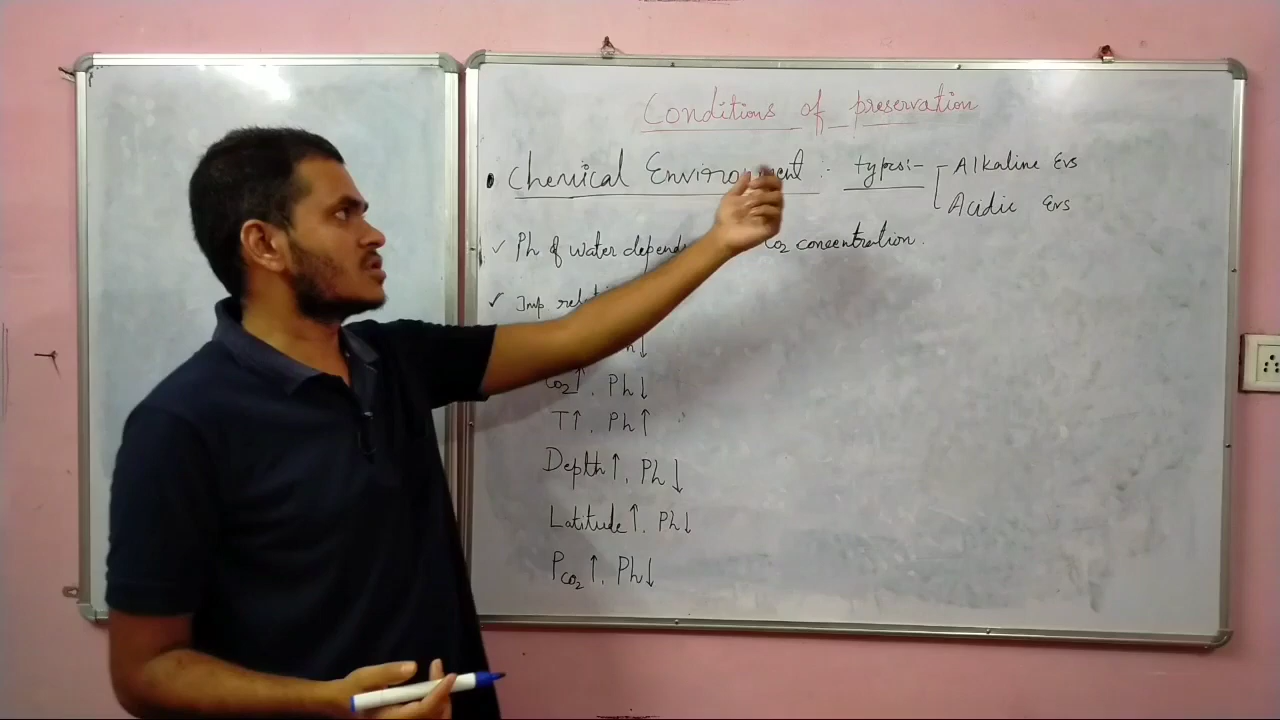 Conditions of preservation
• Chemical Environment :- types:- Alkaline Evs
Acidic Evs
✓ Ph of water depends CO2 concentration.
✓ Imp.
↓
CO2↑. Ph↓
T↑. Ph↑
Depth↑. Ph↓
Latitude↑. Ph↓
PCO2↑. Ph↓